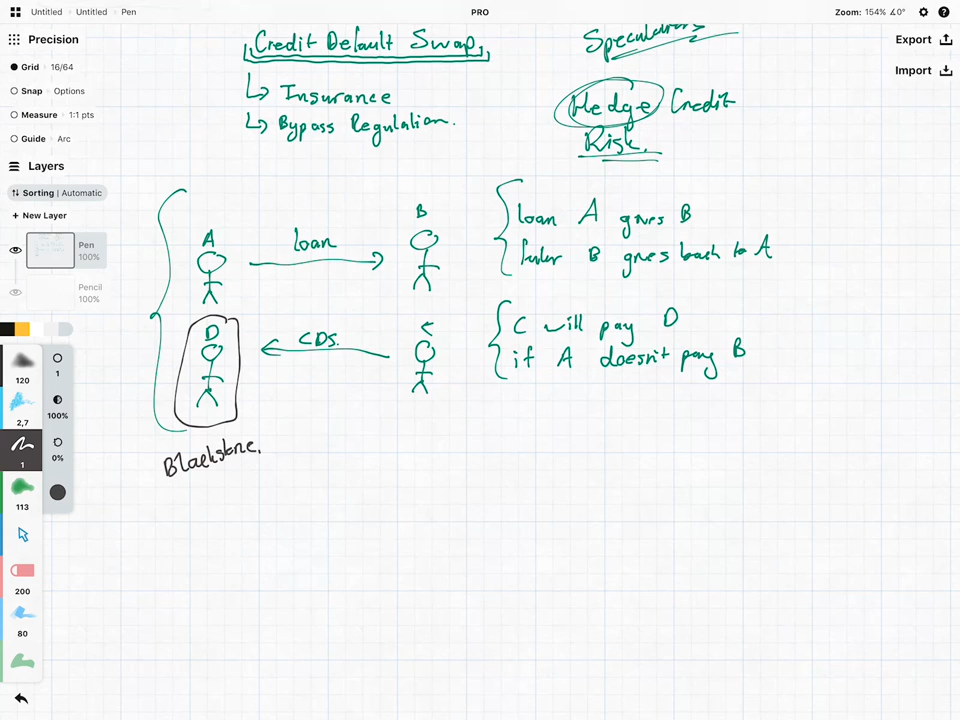 Untitled Untitled Pen
PRO
Zoom: 154% ∠0°
Precision
Grid 16/64
Snap Options
Measure 1:1 pts
Guide Arc
Layers
Sorting | Automatic
New Layer
Pen
100%
Pencil
100%
Export
Import
120
2,7
1
113
200
80
1
100%
0%
Credit Default Swap
Insurance
Bypass Regulation.
Speculators
Hedge Credit
Risk.
A
loan
B
loan A gives B
B gives back to A
D
CDS.
C
C will pay D
if A doesn't pay B
Blackstone.